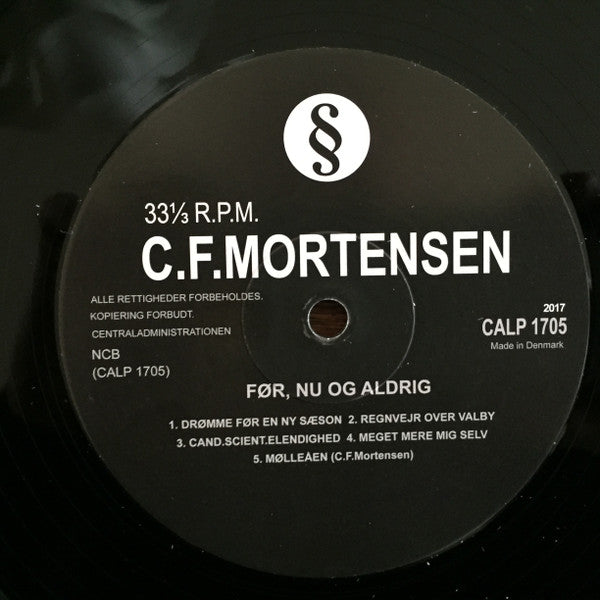 §
33⅓ R.P.M.
C.F.MORTENSEN
ALLE RETTIGHEDER FORBEHOLDES.
KOPIERING FORBUDT.
CENTRALADMINISTRATIONEN
NCB
(CALP 1705)
2017
CALP 1705
Made in Denmark
FØR, NU OG ALDRIG
1. DRØMME FØR EN NY SÆSON 2. REGNVEJR OVER VALBY
3. CAND.SCIENT.ELENDIGHED 4. MEGET MERE MIG SELV
5. MØLLEÅEN (C.F.Mortensen)